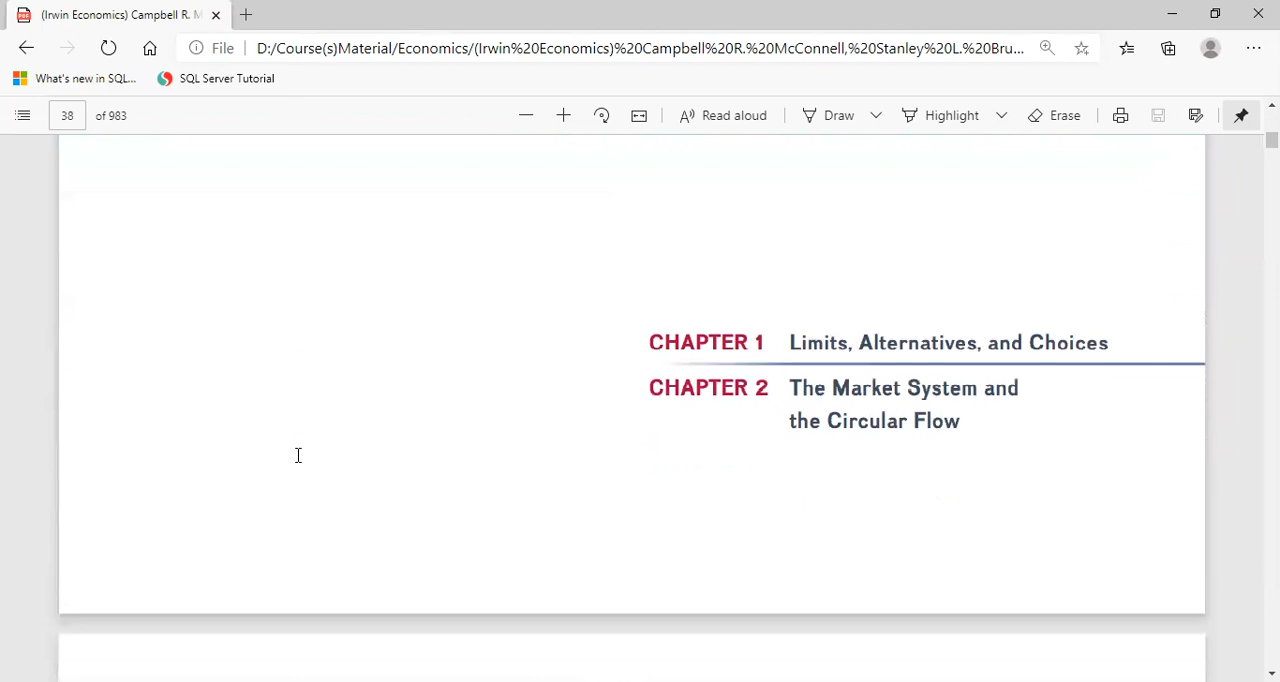 (Irwin Economics) Campbell R. M
File
D:/Course(s)Material/Economics/(Irwin%20Economics)%20Campbell%20R.%20McConnell,%20Stanley%20L.%20Bru...
What's new in SQL...
SQL Server Tutorial
38 of 983
Read aloud
Draw
Highlight
Erase
CHAPTER 1 Limits, Alternatives, and Choices
CHAPTER 2 The Market System and
the Circular Flow